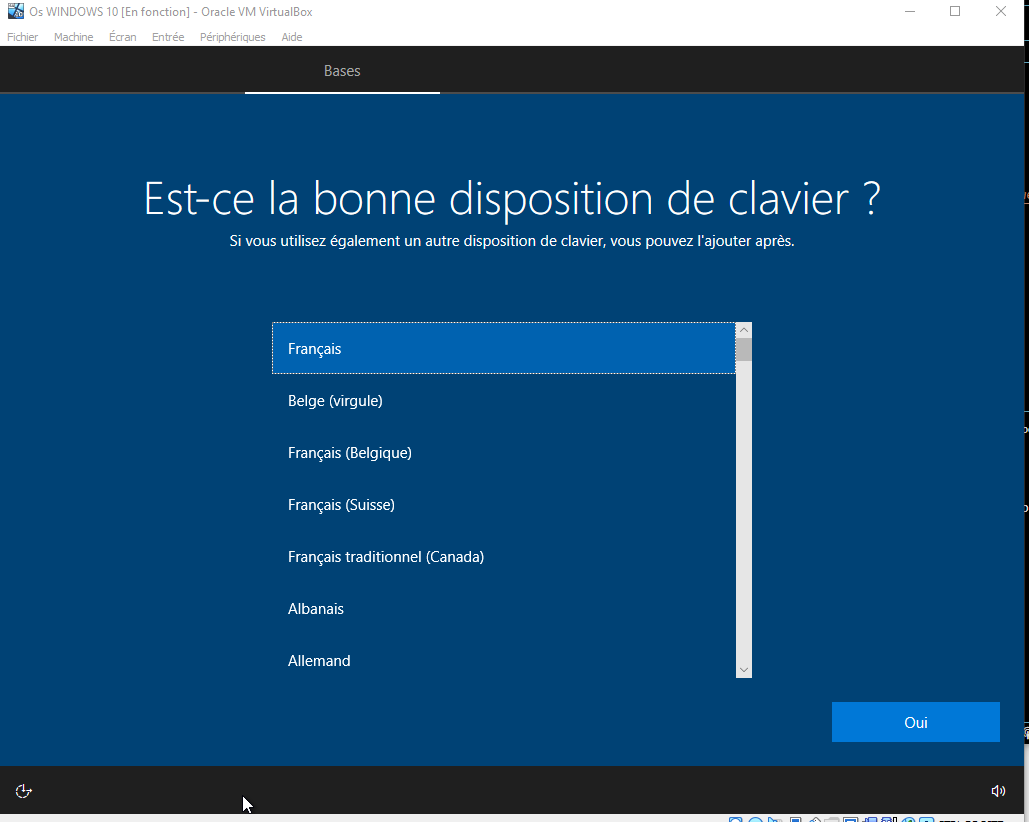 Os WINDOWS 10 [En fonction] - Oracle VM VirtualBox
Fichier Machine Écran Entrée Périphériques Aide
Bases
Est-ce la bonne disposition de clavier ?
Si vous utilisez également un autre disposition de clavier, vous pouvez l'ajouter après.
Français
Belge (virgule)
Français (Belgique)
Français (Suisse)
Français traditionnel (Canada)
Albanais
Allemand
Oui